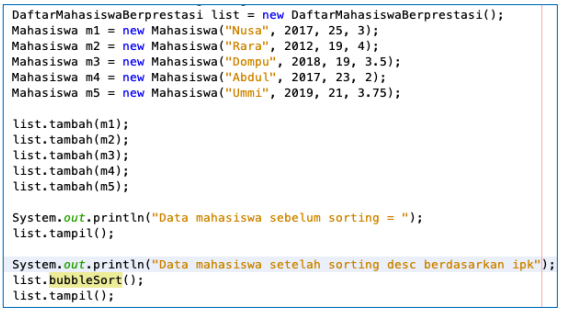 DaftarMahasiswaBerprestasi list = new DaftarMahasiswaBerprestasi();
Mahasiswa m1 = new Mahasiswa("Nusa", 2017, 25, 3);
Mahasiswa m2 = new Mahasiswa("Rara", 2012, 19, 4);
Mahasiswa m3 = new Mahasiswa("Dompu", 2018, 19, 3.5);
Mahasiswa m4 = new Mahasiswa("Abdul", 2017, 23, 2);
Mahasiswa m5 = new Mahasiswa("Ummi", 2019, 21, 3.75);
list.tambah(m1);
list.tambah(m2);
list.tambah(m3);
list.tambah(m4);
list.tambah(m5);
System.out.println("Data mahasiswa sebelum sorting = ");
list.tampil();
System.out.println("Data mahasiswa setelah sorting desc berdasarkan ipk");
list.bubbleSort();
list.tampil();